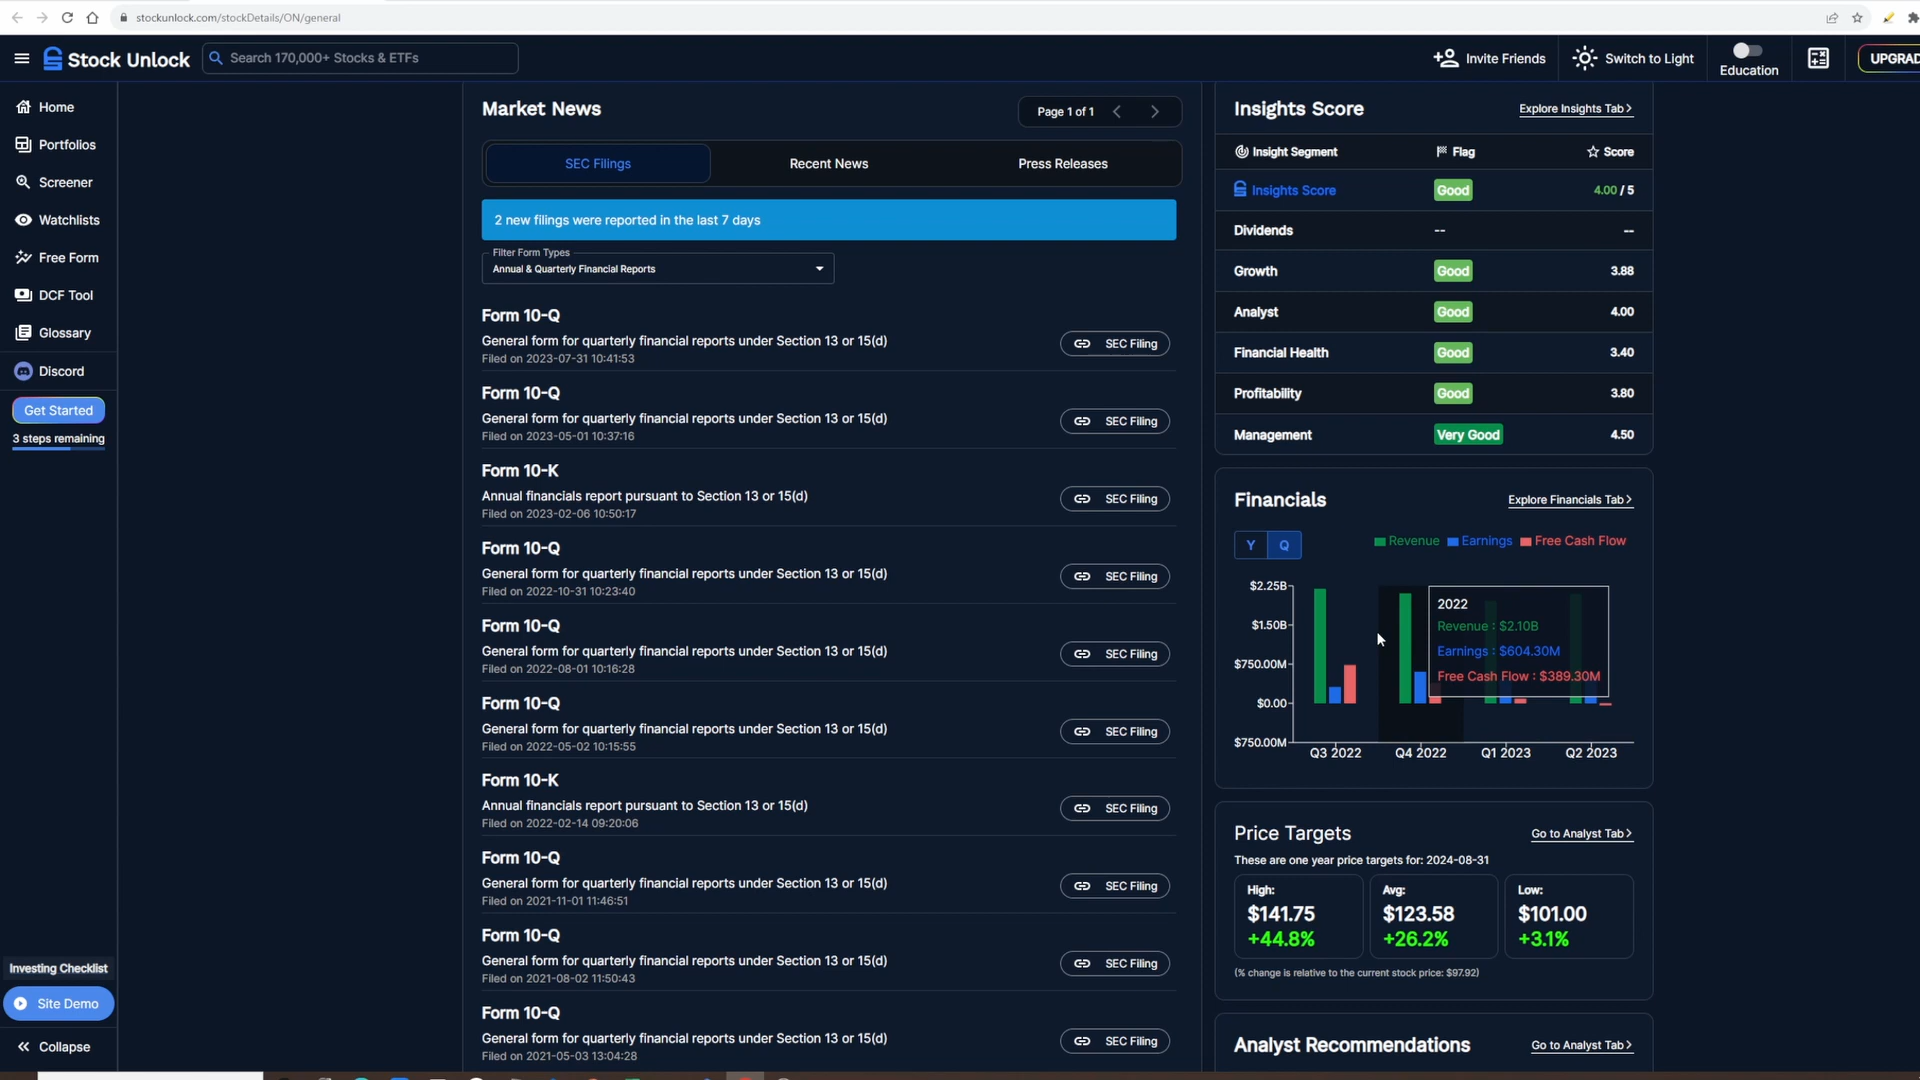 stockunlock.com/stockDetails/ON/general
Stock Unlock
Search 170,000+ Stocks & ETFs
Invite Friends
Switch to Light
Education
UPGRAD
Home
Portfolios
Screener
Watchlists
Free Form
DCF Tool
Glossary
Discord
Get Started
3 steps remaining
Investing Checklist
Site Demo
Collapse
Market News
Page 1 of 1
SEC Filings
Recent News
Press Releases
2 new filings were reported in the last 7 days
Filter Form Types
Annual & Quarterly Financial Reports
Form 10-Q
General form for quarterly financial reports under Section 13 or 15(d)
Filed on 2023-07-31 10:41:53
SEC Filing
Form 10-Q
General form for quarterly financial reports under Section 13 or 15(d)
Filed on 2023-05-01 10:37:16
SEC Filing
Form 10-K
Annual financials report pursuant to Section 13 or 15(d)
Filed on 2023-02-06 10:50:17
SEC Filing
Form 10-Q
General form for quarterly financial reports under Section 13 or 15(d)
Filed on 2022-10-31 10:23:40
SEC Filing
Form 10-Q
General form for quarterly financial reports under Section 13 or 15(d)
Filed on 2022-08-01 10:16:28
SEC Filing
Form 10-Q
General form for quarterly financial reports under Section 13 or 15(d)
Filed on 2022-05-02 10:15:55
SEC Filing
Form 10-K
Annual financials report pursuant to Section 13 or 15(d)
Filed on 2022-02-14 09:20:06
SEC Filing
Form 10-Q
General form for quarterly financial reports under Section 13 or 15(d)
Filed on 2021-11-01 11:46:51
SEC Filing
Form 10-Q
General form for quarterly financial reports under Section 13 or 15(d)
Filed on 2021-08-02 11:50:43
SEC Filing
Form 10-Q
General form for quarterly financial reports under Section 13 or 15(d)
Filed on 2021-05-03 13:04:28
SEC Filing
Insights Score
Explore Insights Tab
Insight Segment Flag Score
Insights Score Good 4.00 / 5
Dividends -- --
Growth Good 3.88
Analyst Good 4.00
Financial Health Good 3.40
Profitability Good 3.80
Management Very Good 4.50
Financials
Explore Financials Tab
Y Q
Revenue Earnings Free Cash Flow
$2.25B
$1.50B
$750.00M
$0.00
$750.00M
2022
Revenue : $2.10B
Earnings : $604.30M
Free Cash Flow : $389.30M
Q3 2022 Q4 2022 Q1 2023 Q2 2023
Price Targets
Go to Analyst Tab
These are one year price targets for: 2024-08-31
High:
$141.75
+44.8%
Avg:
$123.58
+26.2%
Low:
$101.00
+3.1%
(% change is relative to the current stock price: $97.92)
Analyst Recommendations
Go to Analyst Tab